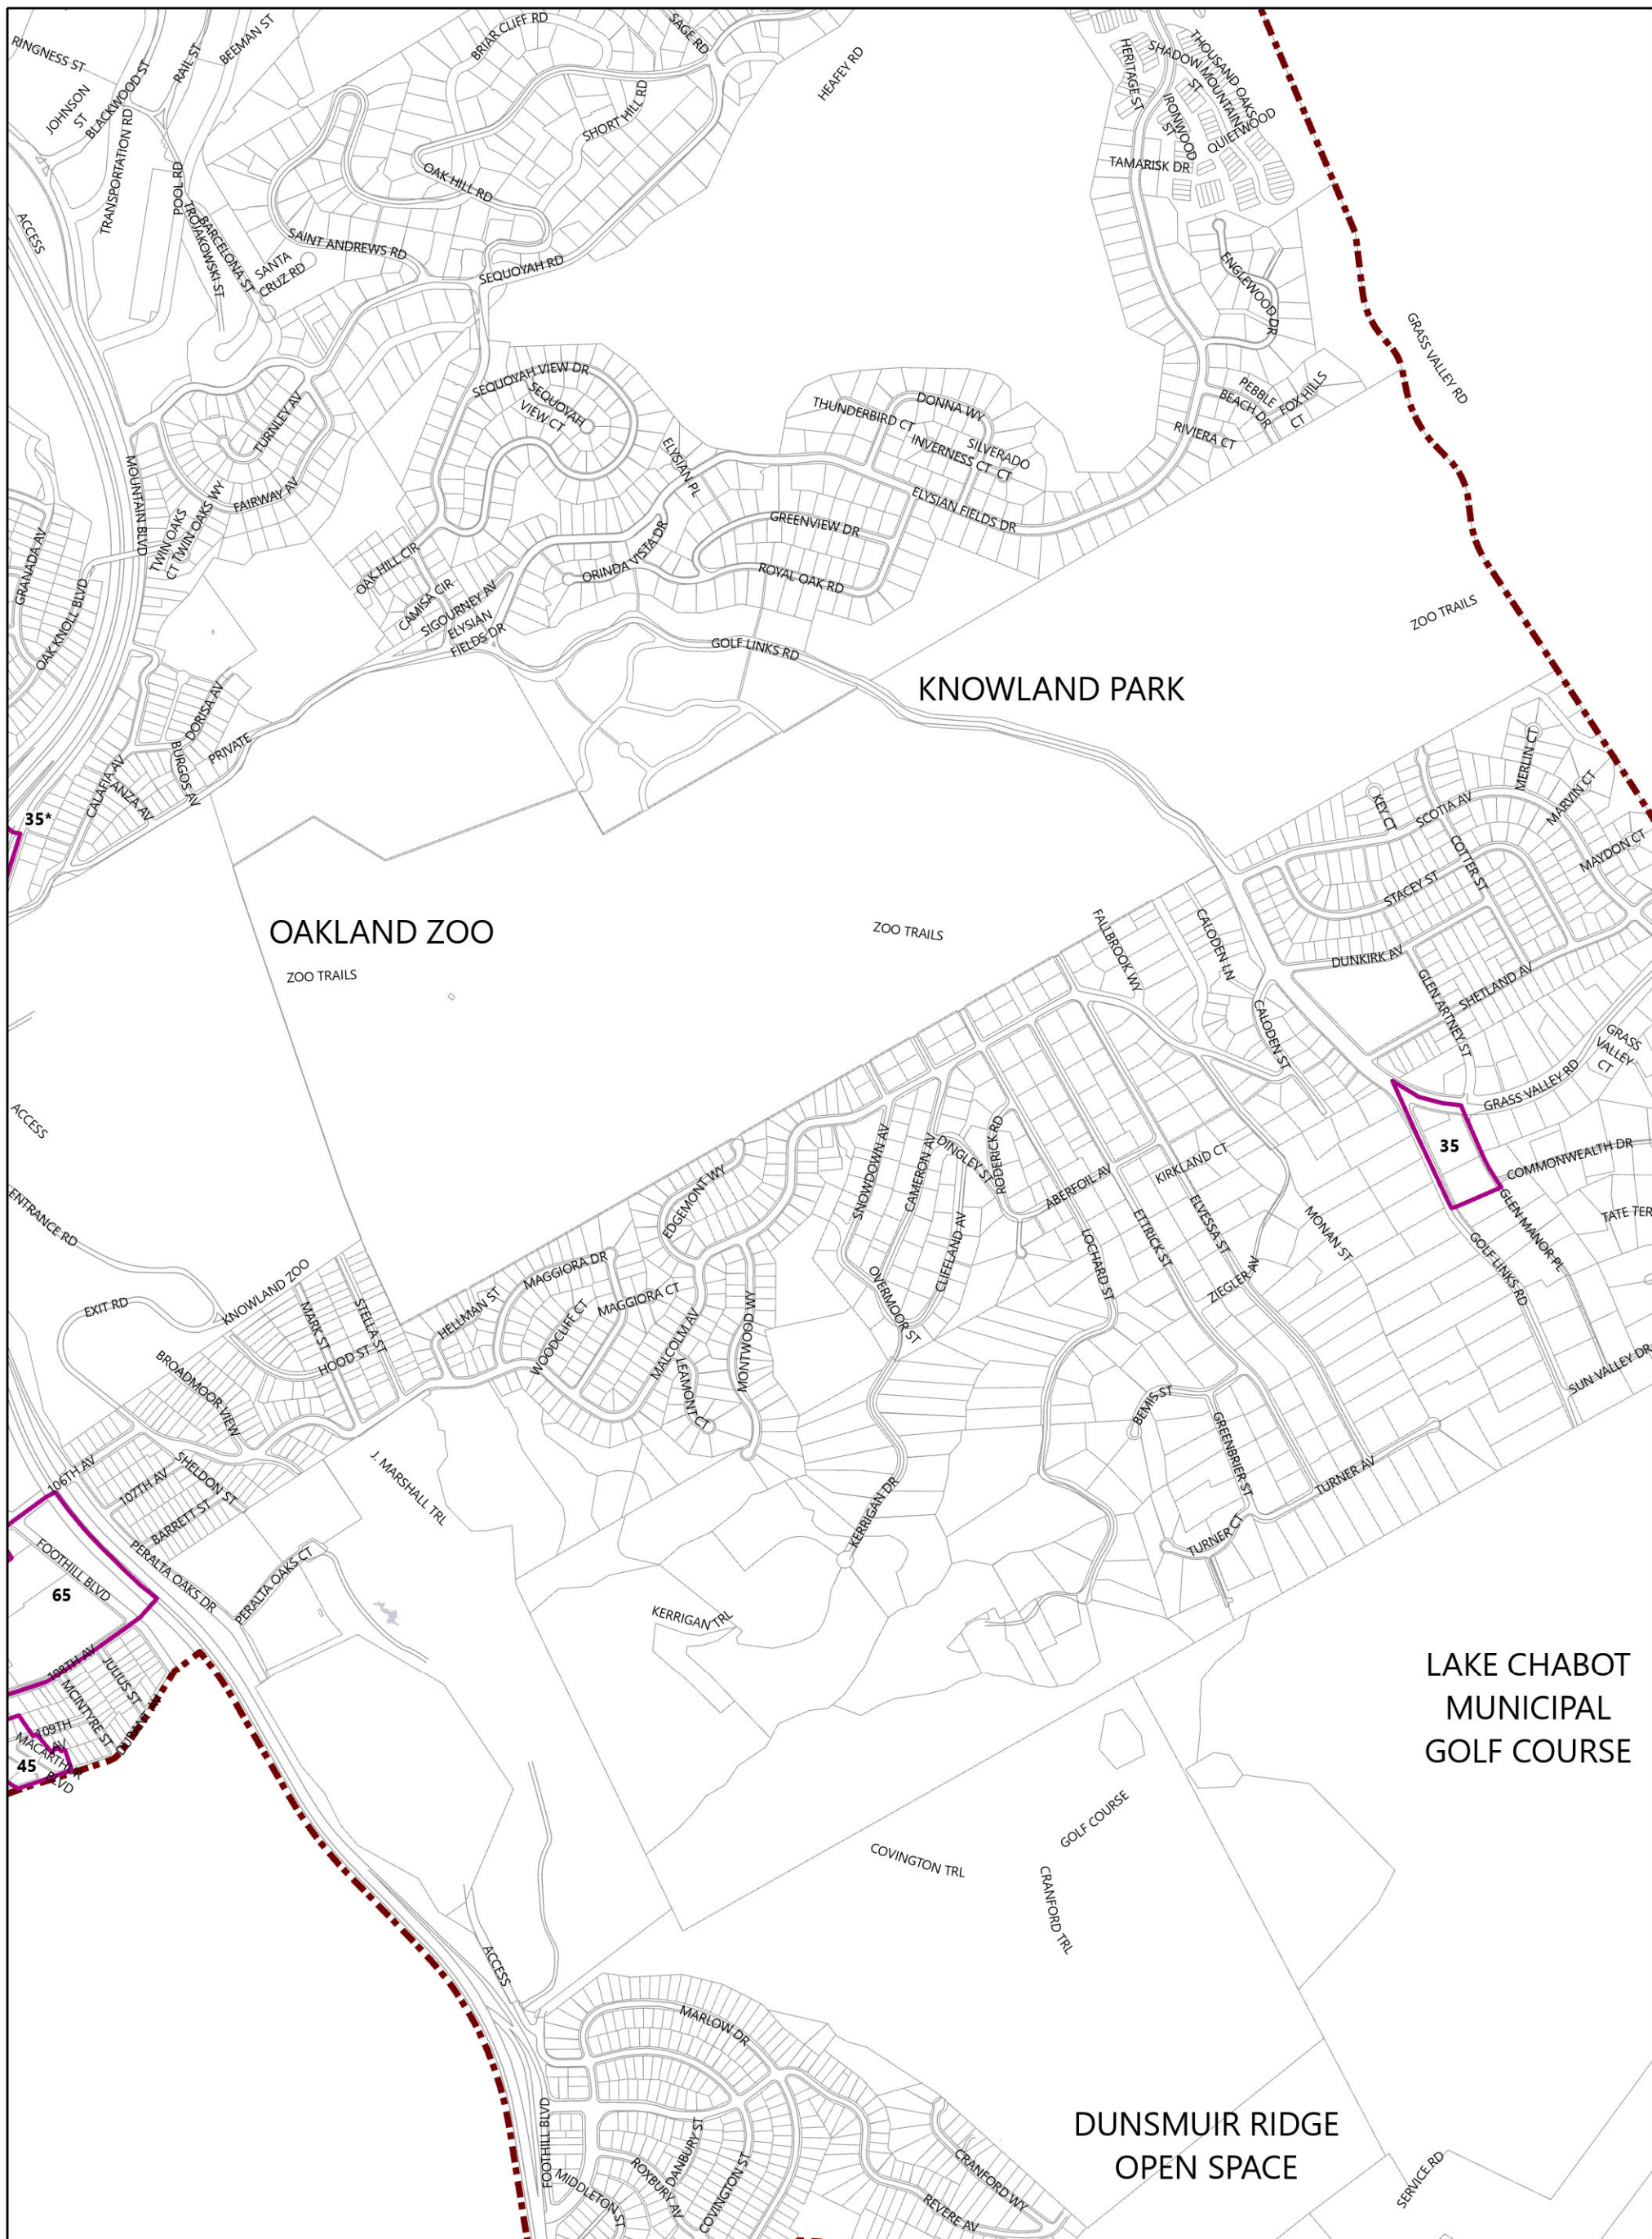 RINGNESS ST
JOHNSON
ST
BLACKWOOD ST
RAIL ST
BEEMAN ST
TRANSPORTATION RD
ACCESS
POOL RD
TROJAKOWSKI ST
BARCELONA ST
SANTA
CRUZ RD
BRIAR CLIFF RD
SAGE RD
SHORT HILL RD
OAK HILL RD
SAINT ANDREWS RD
SEQUOYAH RD
HEAFEY RD
HERITAGE ST
SHADOW MOUNTAIN
ST
THOUSAND OAKS
IRONWOOD
ST
QUIETWOOD
TAMARISK DR
ENGLEWOOD DR
GRASS VALLEY RD
PEBBLE
BEACH DR
FOX HILLS
CT
RIVIERA CT
SEQUOYAH VIEW DR
SEQUOYAH
VIEW CT
TURNLEY AV
FAIRWAY AV
MOUNTAIN BLVD
TWIN OAKS
CT
TWIN OAKS WY
GRANADA AV
OAK KNOLL BLVD
THUNDERBIRD CT
DONNA WY
INVERNESS CT
SILVERADO
CT
ELYSIAN PL
ELYSIAN FIELDS DR
GREENVIEW DR
ROYAL OAK RD
ORINDA VISTA DR
OAK HILL CIR
CAMISA CIR
SIGOURNEY AV
ELYSIAN
FIELDS DR
GOLF LINKS RD
ZOO TRAILS
KNOWLAND PARK
DORISA AV
BURGOS AV
PRIVATE
CALAFIA AV
ANZA AV
35*
OAKLAND ZOO
ZOO TRAILS
ZOO TRAILS
MERLIN CT
MARVIN CT
MAYDON CT
KEY CT
SCOTIA AV
COTTER ST
STACEY ST
DUNKIRK AV
GLEN ARTNEY ST
SHETLAND AV
GRASS
VALLEY
CT
GRASS VALLEY RD
FALLBROOK WY
CALODEN LN
CALODEN ST
35
COMMONWEALTH DR
GLEN MANOR PL
TATE TER
GOLF LINKS RD
SUN VALLEY DR
ACCESS
ENTRANCE RD
EXIT RD
KNOWLAND ZOO
MARK ST
STELLA ST
HOOD ST
BROADMOOR VIEW
HELLMAN ST
MAGGIORA DR
MAGGIORA CT
WOODCLIFF CT
MALCOLM AV
LEAMONT CT
MONTWOOD WY
EDGEMONT WY
SNOWDOWN AV
CAMERON AV
DINGLEY ST
RODERICK RD
CLIFFLAND AV
OVERMOOR ST
ABERFOIL AV
LOCHARD ST
ETTRICK ST
KIRKLAND CT
ELVESSA ST
ZIEGLER AV
MONAN ST
BEMIS ST
GREENBRIER ST
TURNER AV
TURNER CT
KERRIGAN DR
KERRIGAN TRL
J. MARSHALL TRL
106TH AV
107TH AV
SHELDON ST
BARRETT ST
PERALTA OAKS DR
PERALTA OAKS CT
FOOTHILL BLVD
65
108TH AV
JULIUS ST
MCINTYRE ST
DURANT AV
109TH
AV
MACARTHUR
BLVD
45
LAKE CHABOT
MUNICIPAL
GOLF COURSE
GOLF COURSE
COVINGTON TRL
CRANFORD TRL
ACCESS
MARLOW DR
FOOTHILL BLVD
MIDDLETON ST
ROXBURY AV
DANBURY ST
COVINGTON ST
CRANFORD WY
REVERE AV
DUNSMUIR RIDGE
OPEN SPACE
SERVICE RD